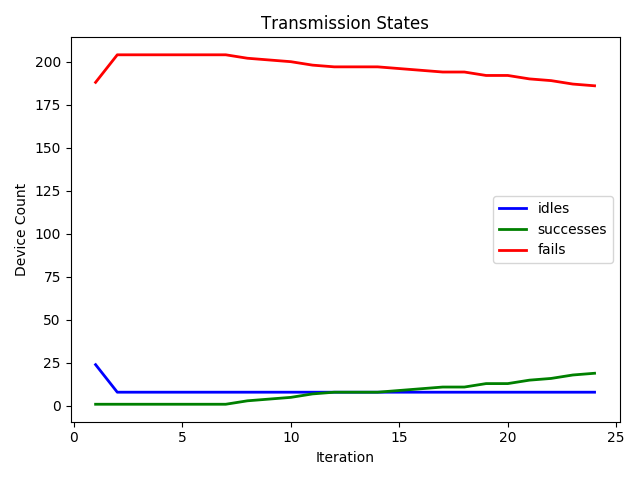 Transmission States
Device Count
200
175
150
125
100
75
50
25
0
idles
successes
fails
0 5 10 15 20 25
Iteration